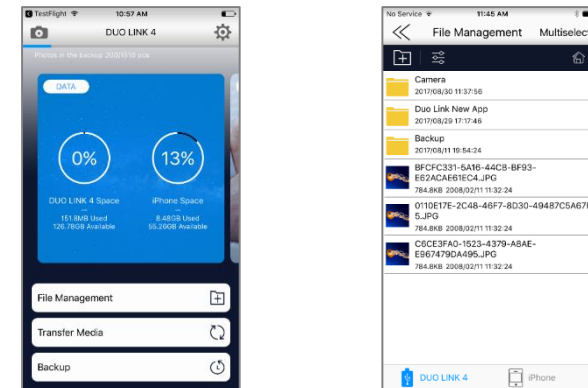 TestFlight 10:57 AM
DUO LINK 4
Photos in the backup 200/1510 pcs
DATA
0%
13%
DUO LINK 4 Space
iPhone Space
151.8MB Used
8.48GB Used
126.78GB Available
55.26GB Available
File Management
Transfer Media
Backup
No Service 11:45 AM
File Management Multiselect
Camera
2017/08/30 11:37:56
Duo Link New App
2017/08/29 17:17:46
Backup
2017/08/11 19:54:24
BFCFC331-5A16-44CB-BF93-
E62ACAE61EC4.JPG
784.8KB 2008/02/11 11:32:24
0110E17E-2C48-46F7-8D30-49487C5A67
5.JPG
784.8KB 2008/02/11 11:32:24
C6CE3FA0-1523-4379-A8AE-
E967479DA495.JPG
784.8KB 2008/02/11 11:32:24
DUO LINK 4
iPhone